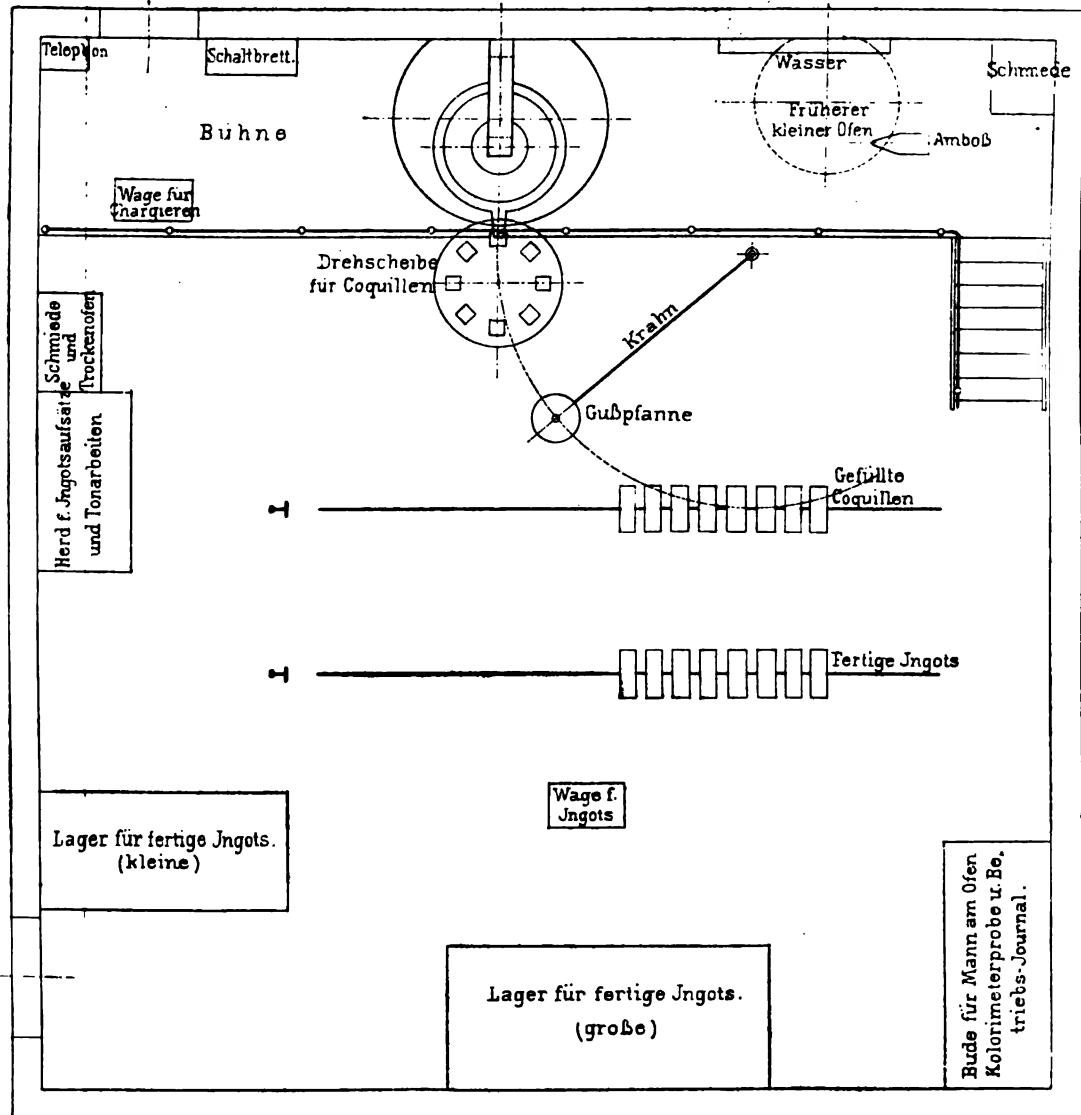 Telephon
Schaltbrett.
Wasser
Schmiede
Früherer
kleiner Ofen
Amboß
Bühne
Wage für
Chargieren
Drehscheibe
für Coquillen
Krahn
Schmiede
und
Trockenofen
Gußpfanne
Herd f. Jngotsaufsätze
und Tonarbeiten
Gefüllte
Coquillen
Fertige Jngots
Wage f.
Jngots
Lager für fertige Jngots.
(kleine)
Bude für Mann am Ofen
Kolorimeterprobe u. Be,
triebs-Journal.
Lager für fertige Jngots.
(große)